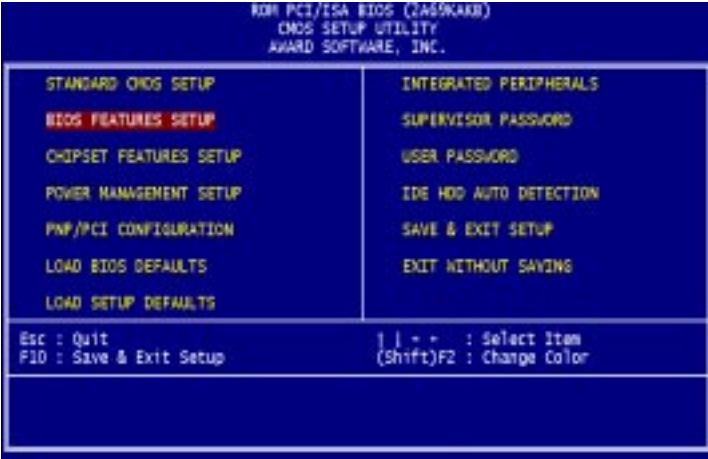 ROM PCI/ISA BIOS (2A69KAKB)
CMOS SETUP UTILITY
AWARD SOFTWARE, INC.
STANDARD CMOS SETUP
BIOS FEATURES SETUP
CHIPSET FEATURES SETUP
POWER MANAGEMENT SETUP
PNP/PCI CONFIGURATION
LOAD BIOS DEFAULTS
LOAD SETUP DEFAULTS
INTEGRATED PERIPHERALS
SUPERVISOR PASSWORD
USER PASSWORD
IDE HDD AUTO DETECTION
SAVE & EXIT SETUP
EXIT WITHOUT SAVING
Esc : Quit
F10 : Save & Exit Setup
↑ ↓ → ← : Select Item
(Shift)F2 : Change Color